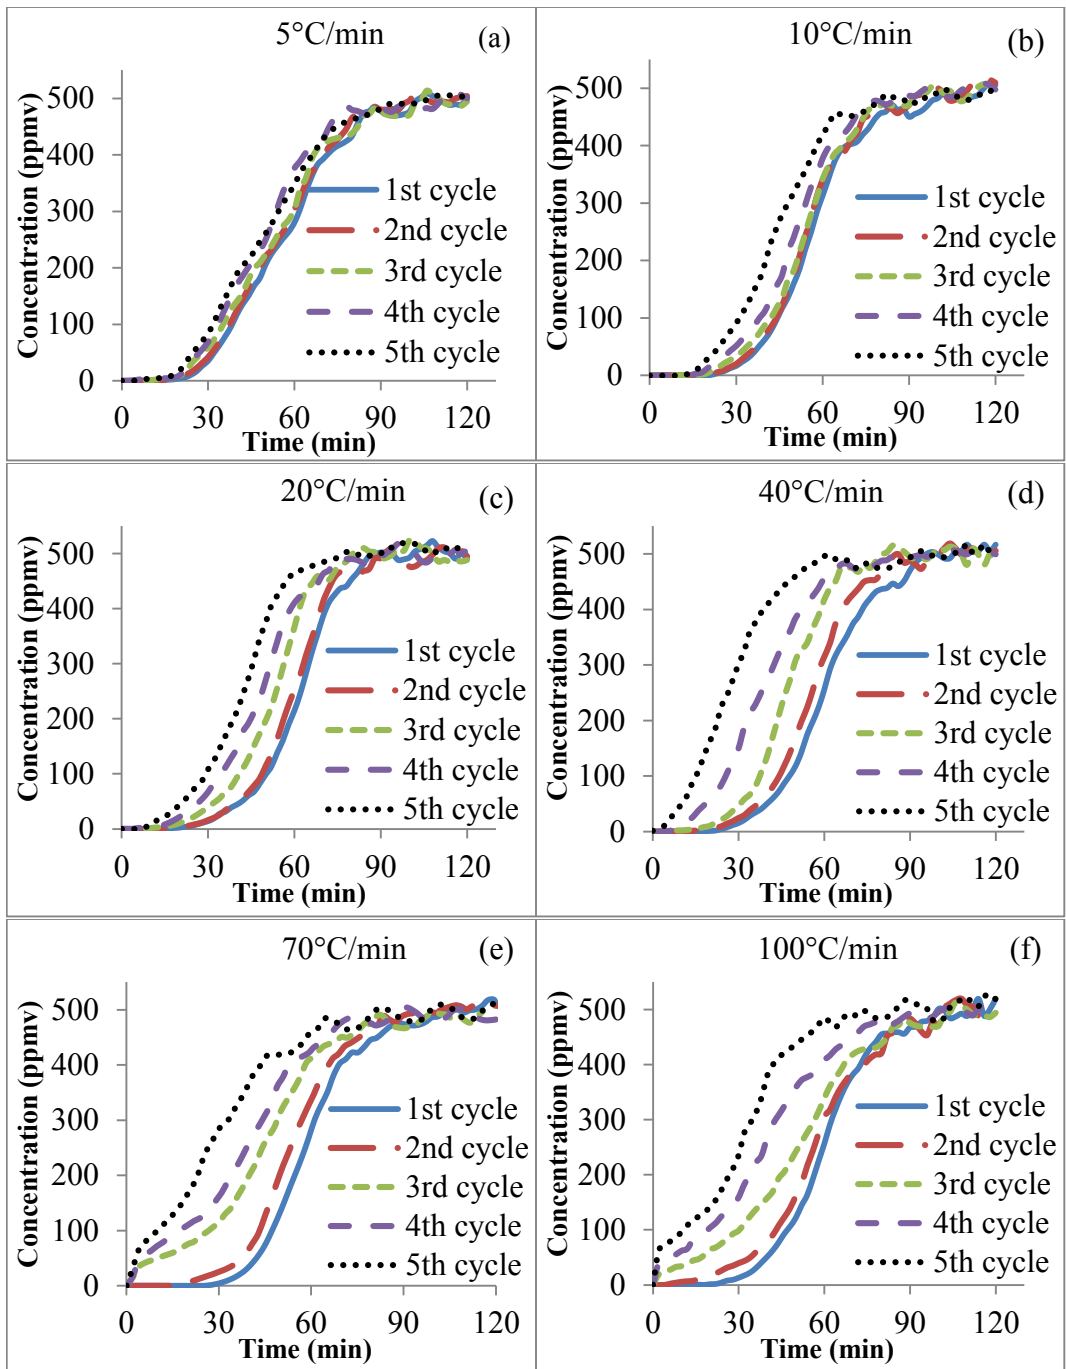 5°C/min
(a)
Concentration (ppmv)
500
400
300
200
100
0
0 30 60 90 120
Time (min)
1st cycle
2nd cycle
3rd cycle
4th cycle
5th cycle
10°C/min
(b)
Concentration (ppmv)
500
400
300
200
100
0
0 30 60 90 120
Time (min)
1st cycle
2nd cycle
3rd cycle
4th cycle
5th cycle
20°C/min
(c)
Concentration (ppmv)
500
400
300
200
100
0
0 30 60 90 120
Time (min)
1st cycle
2nd cycle
3rd cycle
4th cycle
5th cycle
40°C/min
(d)
Concentration (ppmv)
500
400
300
200
100
0
0 30 60 90 120
Time (min)
1st cycle
2nd cycle
3rd cycle
4th cycle
5th cycle
70°C/min
(e)
Concentration (ppmv)
500
400
300
200
100
0
0 30 60 90 120
Time (min)
1st cycle
2nd cycle
3rd cycle
4th cycle
5th cycle
100°C/min
(f)
Concentration (ppmv)
500
400
300
200
100
0
0 30 60 90 120
Time (min)
1st cycle
2nd cycle
3rd cycle
4th cycle
5th cycle